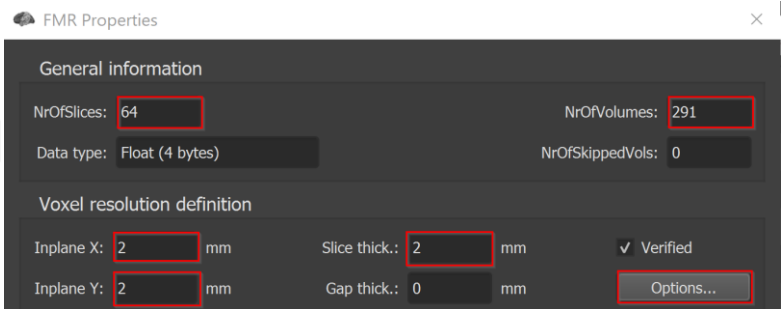 FMR Properties
General information
NrOfSlices: 64 NrOfVolumes: 291
Data type: Float (4 bytes) NrOfSkippedVols: 0
Voxel resolution definition
Inplane X: 2 mm Slice thick.: 2 mm Verified
Inplane Y: 2 mm Gap thick.: 0 mm Options...